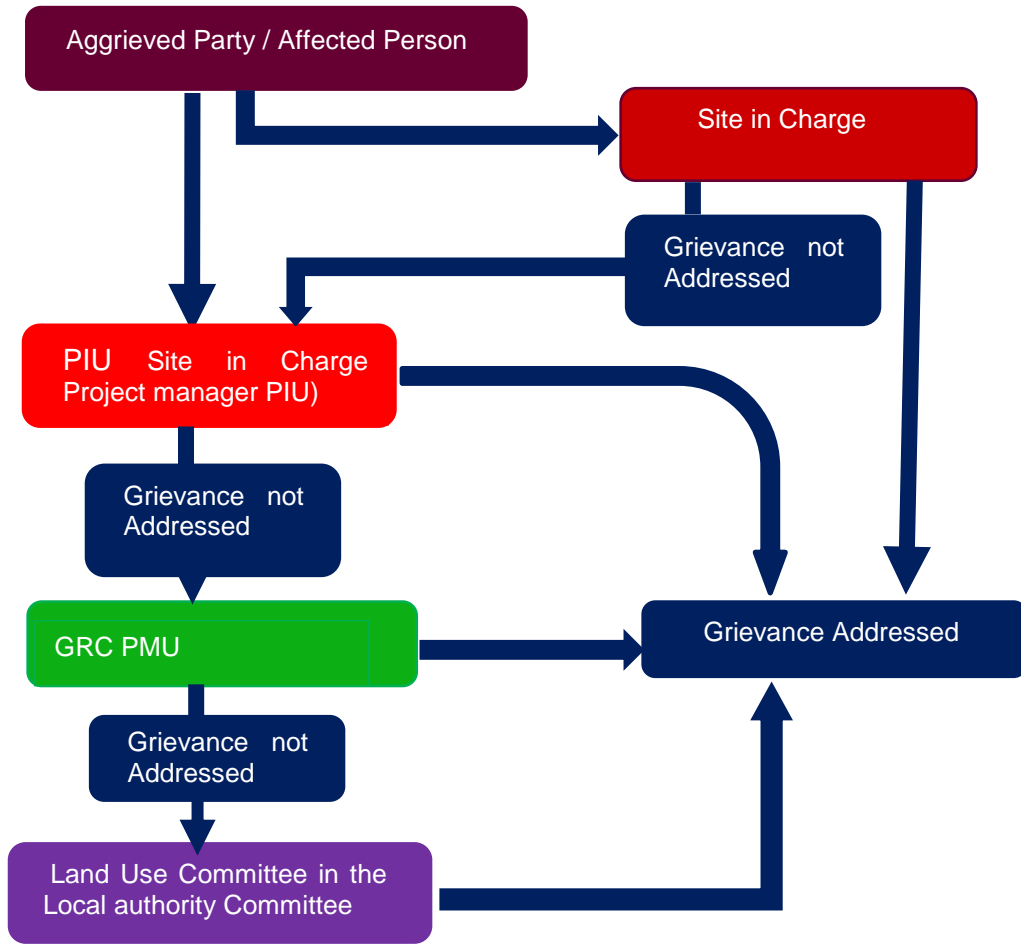 Aggrieved Party / Affected Person
Site in Charge
Grievance not
Addressed
PIU Site in Charge
Project manager PIU)
Grievance not
Addressed
GRC PMU
Grievance Addressed
Grievance not
Addressed
Land Use Committee in the
Local authority Committee